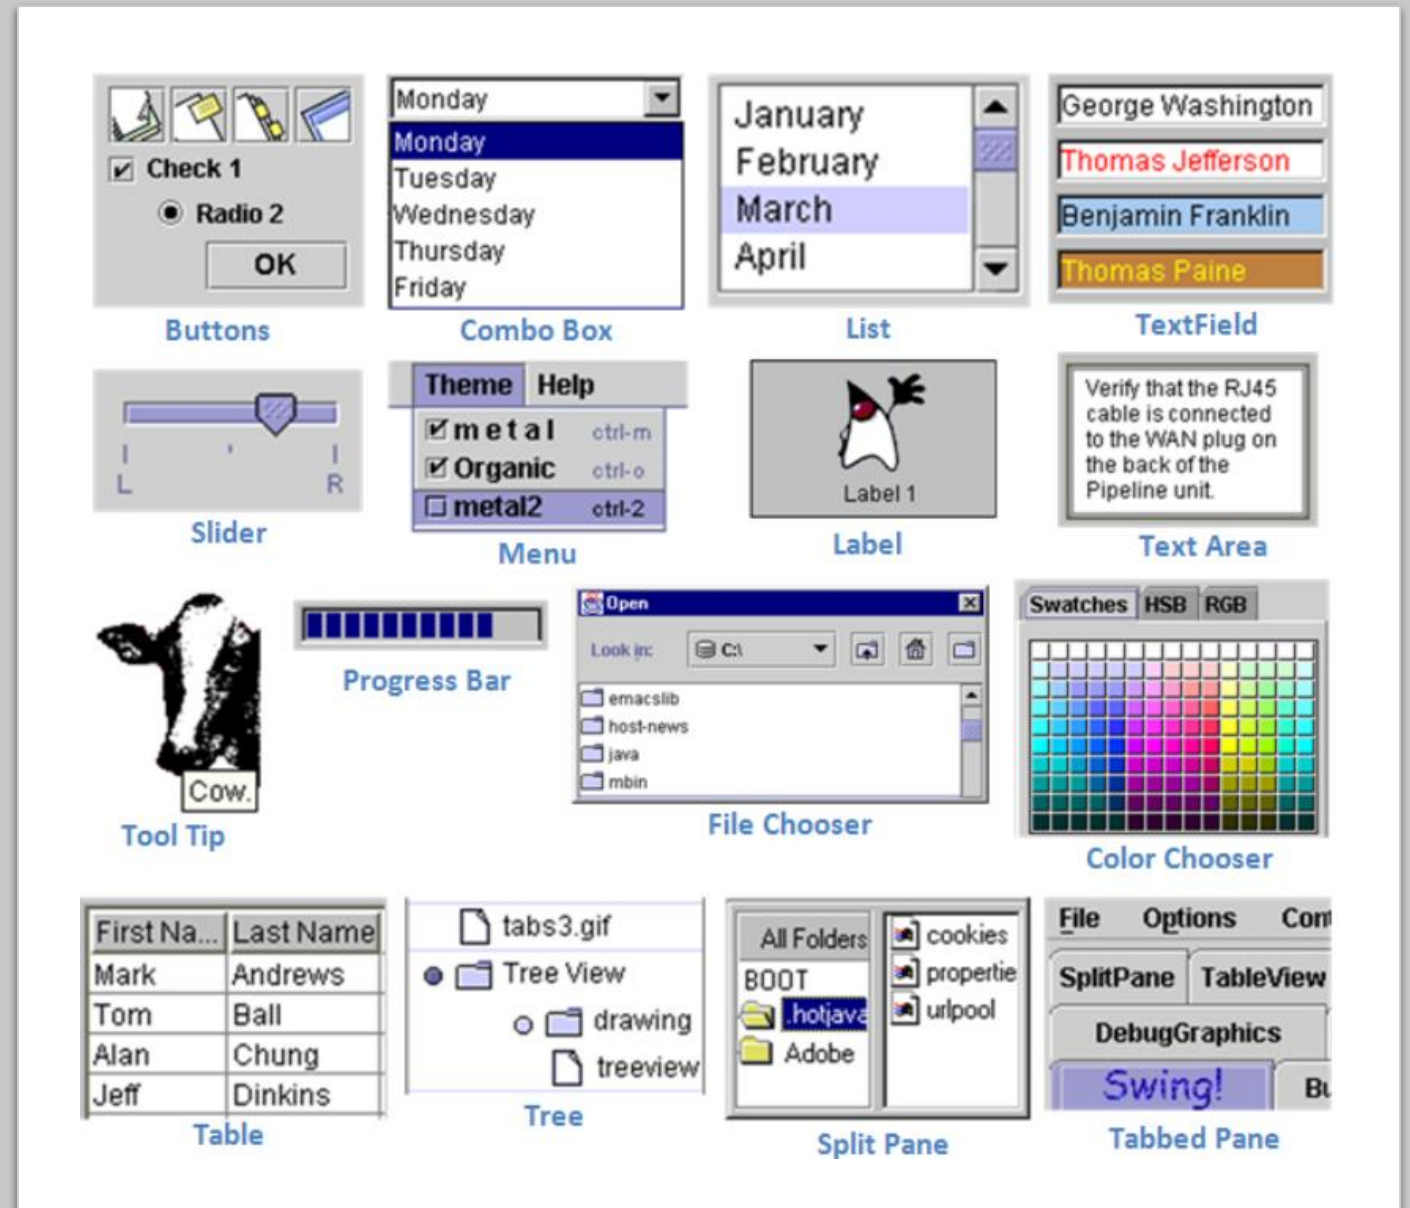 Check 1
Radio 2
OK
Buttons
Monday
Monday
Tuesday
Wednesday
Thursday
Friday
Combo Box
January
February
March
April
List
George Washington
Thomas Jefferson
Benjamin Franklin
Thomas Paine
TextField
L R
Slider
Theme Help
metal ctrl-m
Organic ctrl-o
metal2 ctrl-2
Menu
Label 1
Label
Verify that the RJ45
cable is connected
to the WAN plug on
the back of the
Pipeline unit.
Text Area
Cow.
Tool Tip
Progress Bar
Open
Look in: C:\
emacslib
host-news
java
mbin
File Chooser
Swatches HSB RGB
Color Chooser
First Na... Last Name
Mark Andrews
Tom Ball
Alan Chung
Jeff Dinkins
Table
tabs3.gif
Tree View
drawing
treeview
Tree
All Folders
BOOT
.hotjava
Adobe
cookies
propertie
urlpool
Split Pane
File Options Cont
SplitPane TableView
DebugGraphics
Swing! Bu
Tabbed Pane